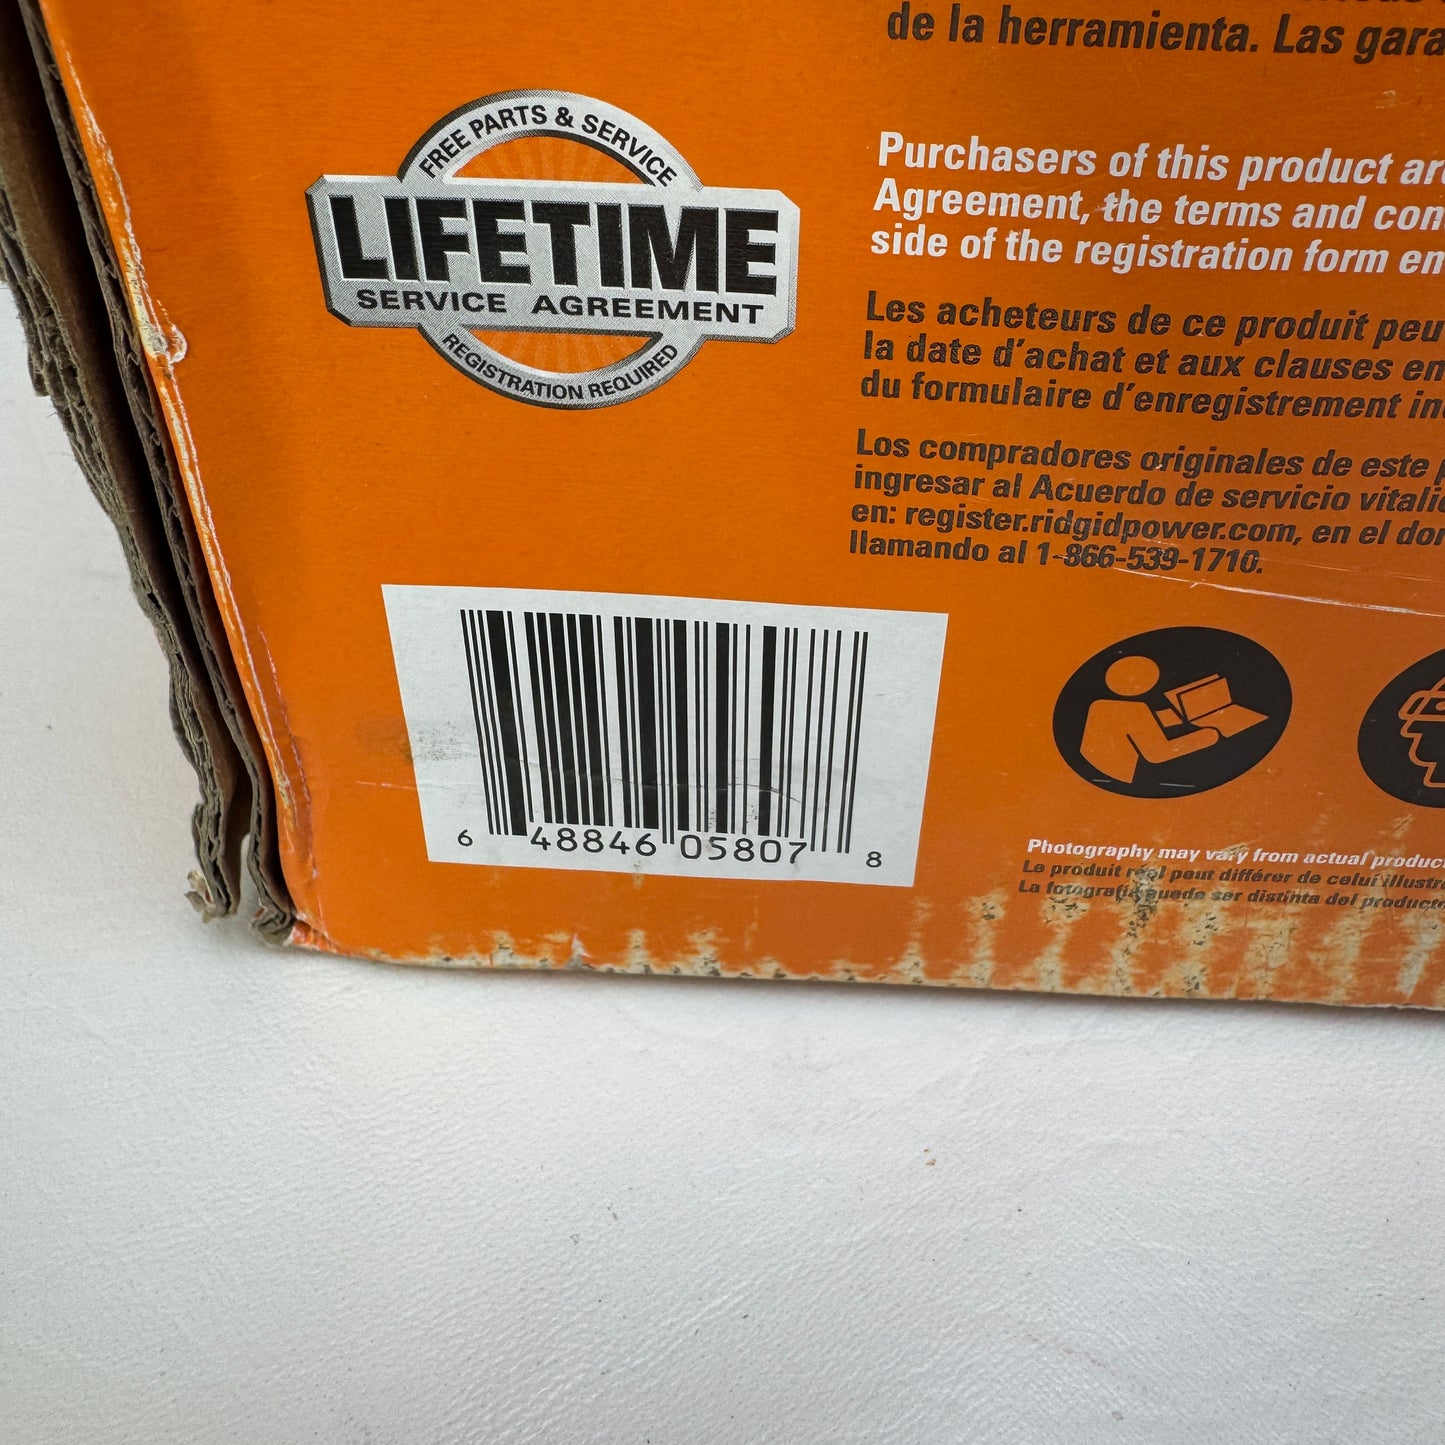 de la herramienta. Las gara
FREE PARTS & SERVICE
LIFETIME
SERVICE AGREEMENT
REGISTRATION REQUIRED
Purchasers of this product are
Agreement, the terms and con
side of the registration form en
Les acheteurs de ce produit peu
la date d'achat et aux clauses en
du formulaire d'enregistrement in
Los compradores originales de este p
ingresar al Acuerdo de servicio vitalic
en: register.ridgidpower.com, en el dor
llamando al 1-866-539-1710.
6 48846 05807 8
Photography may vary from actual product
Le produit réel peut différer de celui illustré
La fotografía puede ser distinta del producto